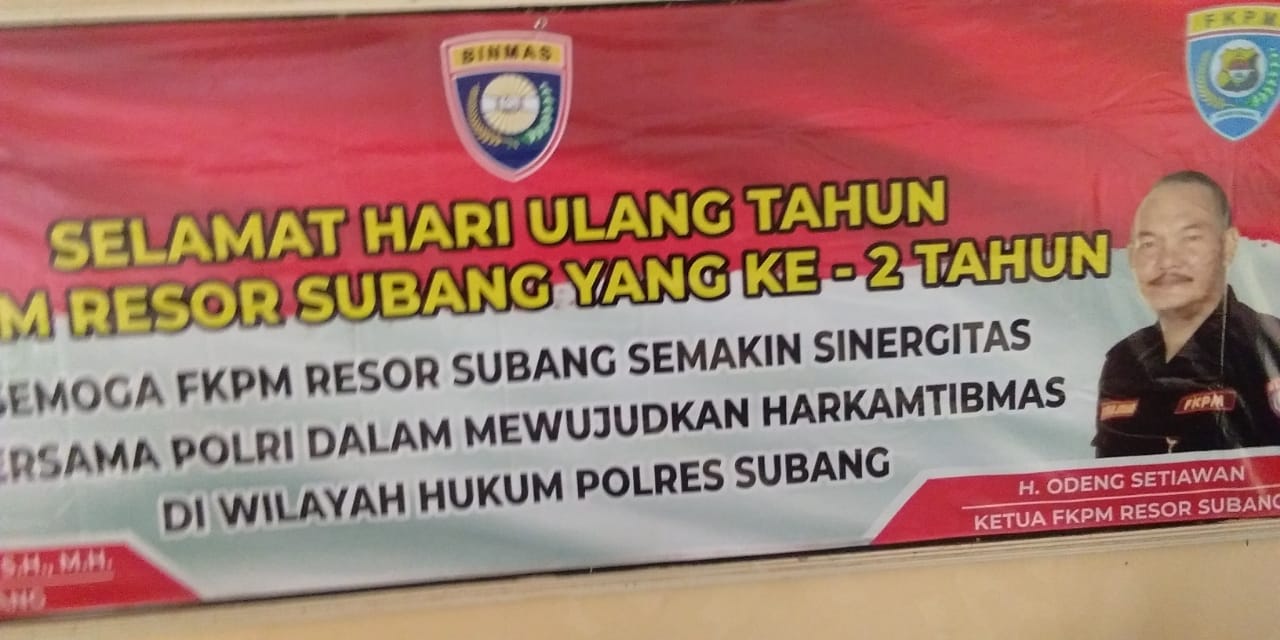 BINMAS
FKPM
SELAMAT HARI ULANG TAHUN
M RESOR SUBANG YANG KE - 2 TAHUN
SEMOGA FKPM RESOR SUBANG SEMAKIN SINERGITAS
ERSAMA POLRI DALAM MEWUJUDKAN HARKAMTIBMAS
DI WILAYAH HUKUM POLRES SUBANG
FKPM
H. ODENG SETIAWAN
KETUA FKPM RESOR SUBANG
S.H., M.H.
ANG